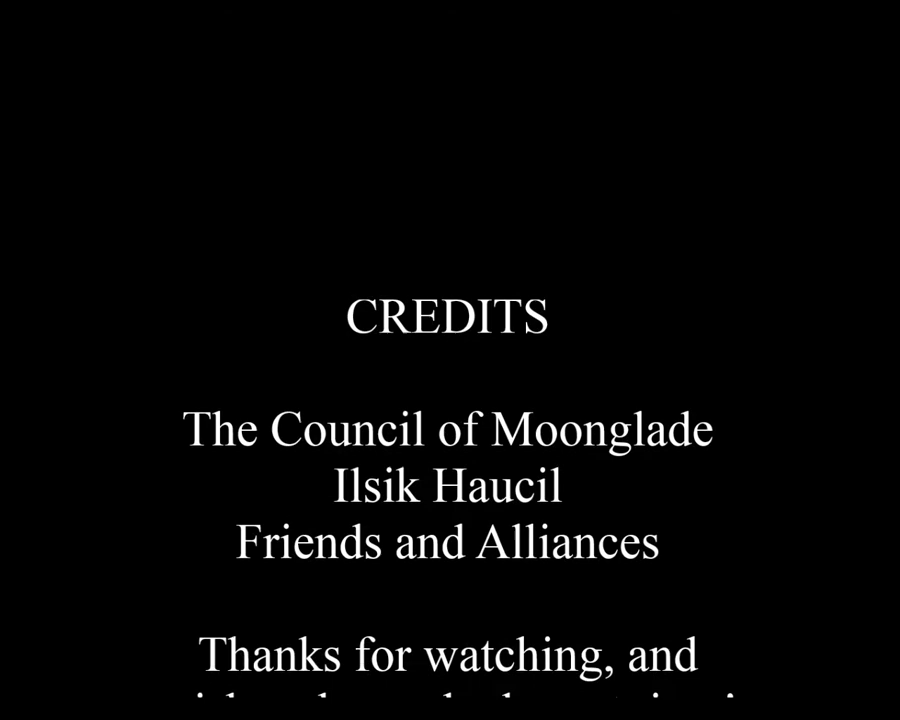 CREDITS
The Council of Moonglade
Ilsik Haucil
Friends and Alliances
Thanks for watching, and